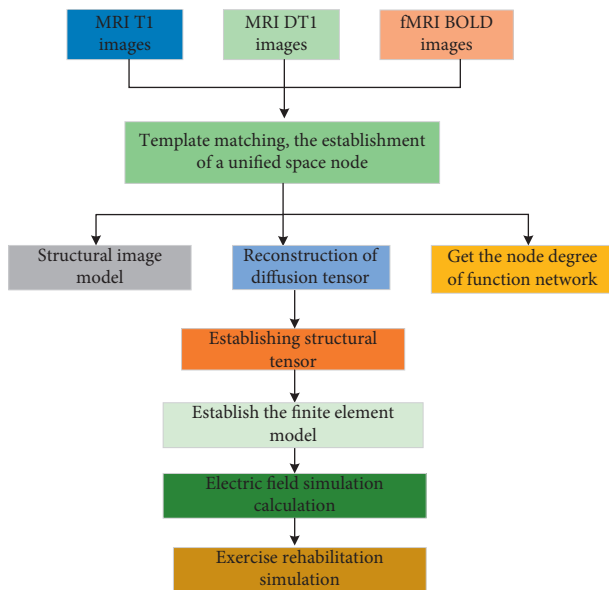 MRI T1
images
MRI DT1
images
fMRI BOLD
images
Template matching, the establishment
of a unified space node
Structural image
model
Reconstruction of
diffusion tensor
Get the node degree
of function network
Establishing structural
tensor
Establish the finite element
model
Electric field simulation
calculation
Exercise rehabilitation
simulation